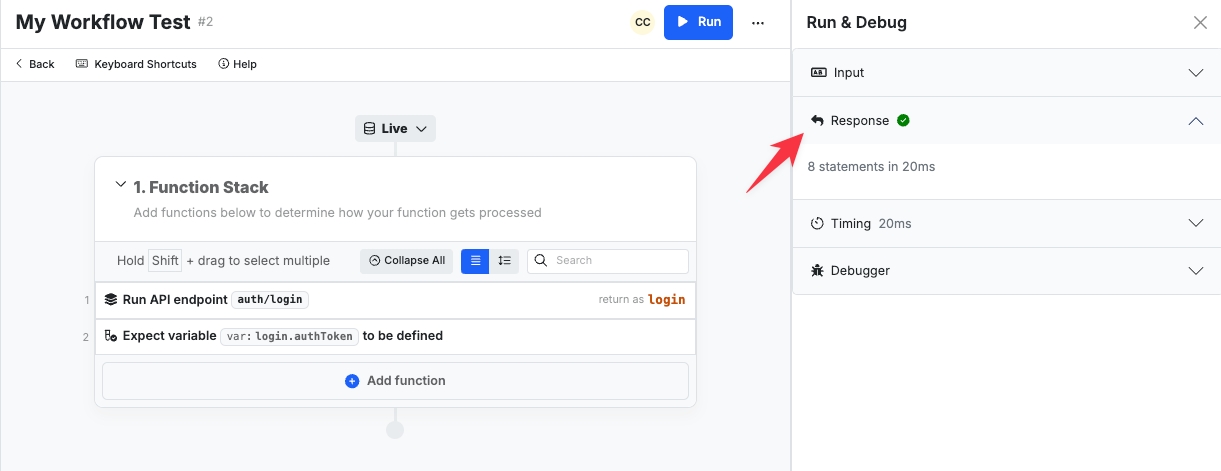 My Workflow Test #2
CC
Run
...
Back
Keyboard Shortcuts
Help
Live
1. Function Stack
Add functions below to determine how your function gets processed
Hold Shift + drag to select multiple
Collapse All
Search
1 Run API endpoint auth/login return as login
2 Expect variable var: login.authToken to be defined
Add function
Run & Debug
AB Input
Response
8 statements in 20ms
Timing 20ms
Debugger